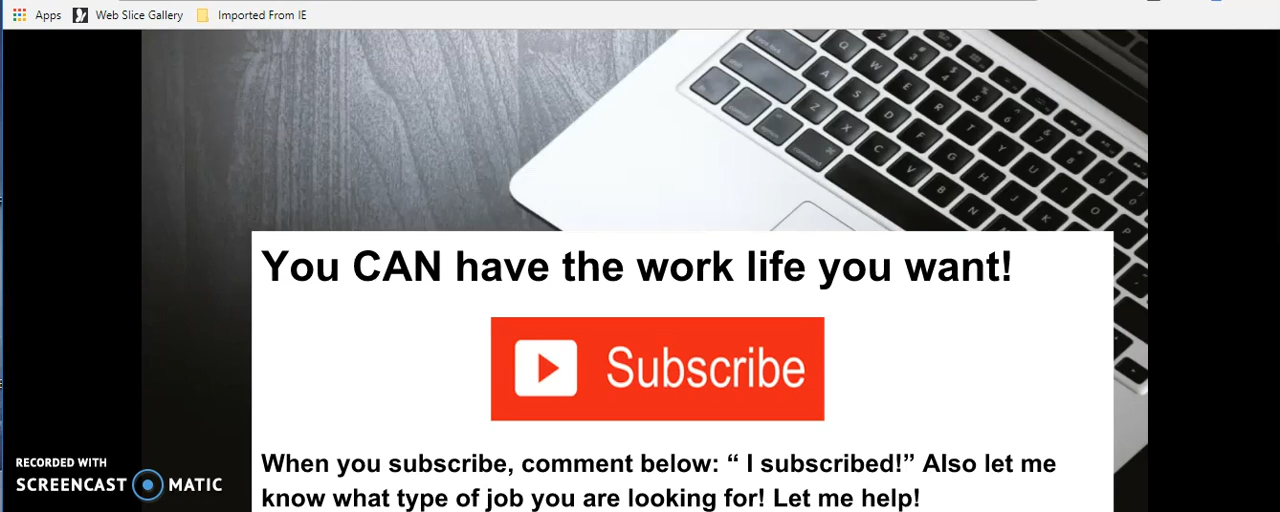 Apps Web Slice Gallery Imported From IE
You CAN have the work life you want!
Subscribe
When you subscribe, comment below: “ I subscribed!” Also let me
know what type of job you are looking for! Let me help!
RECORDED WITH
SCREENCAST MATIC